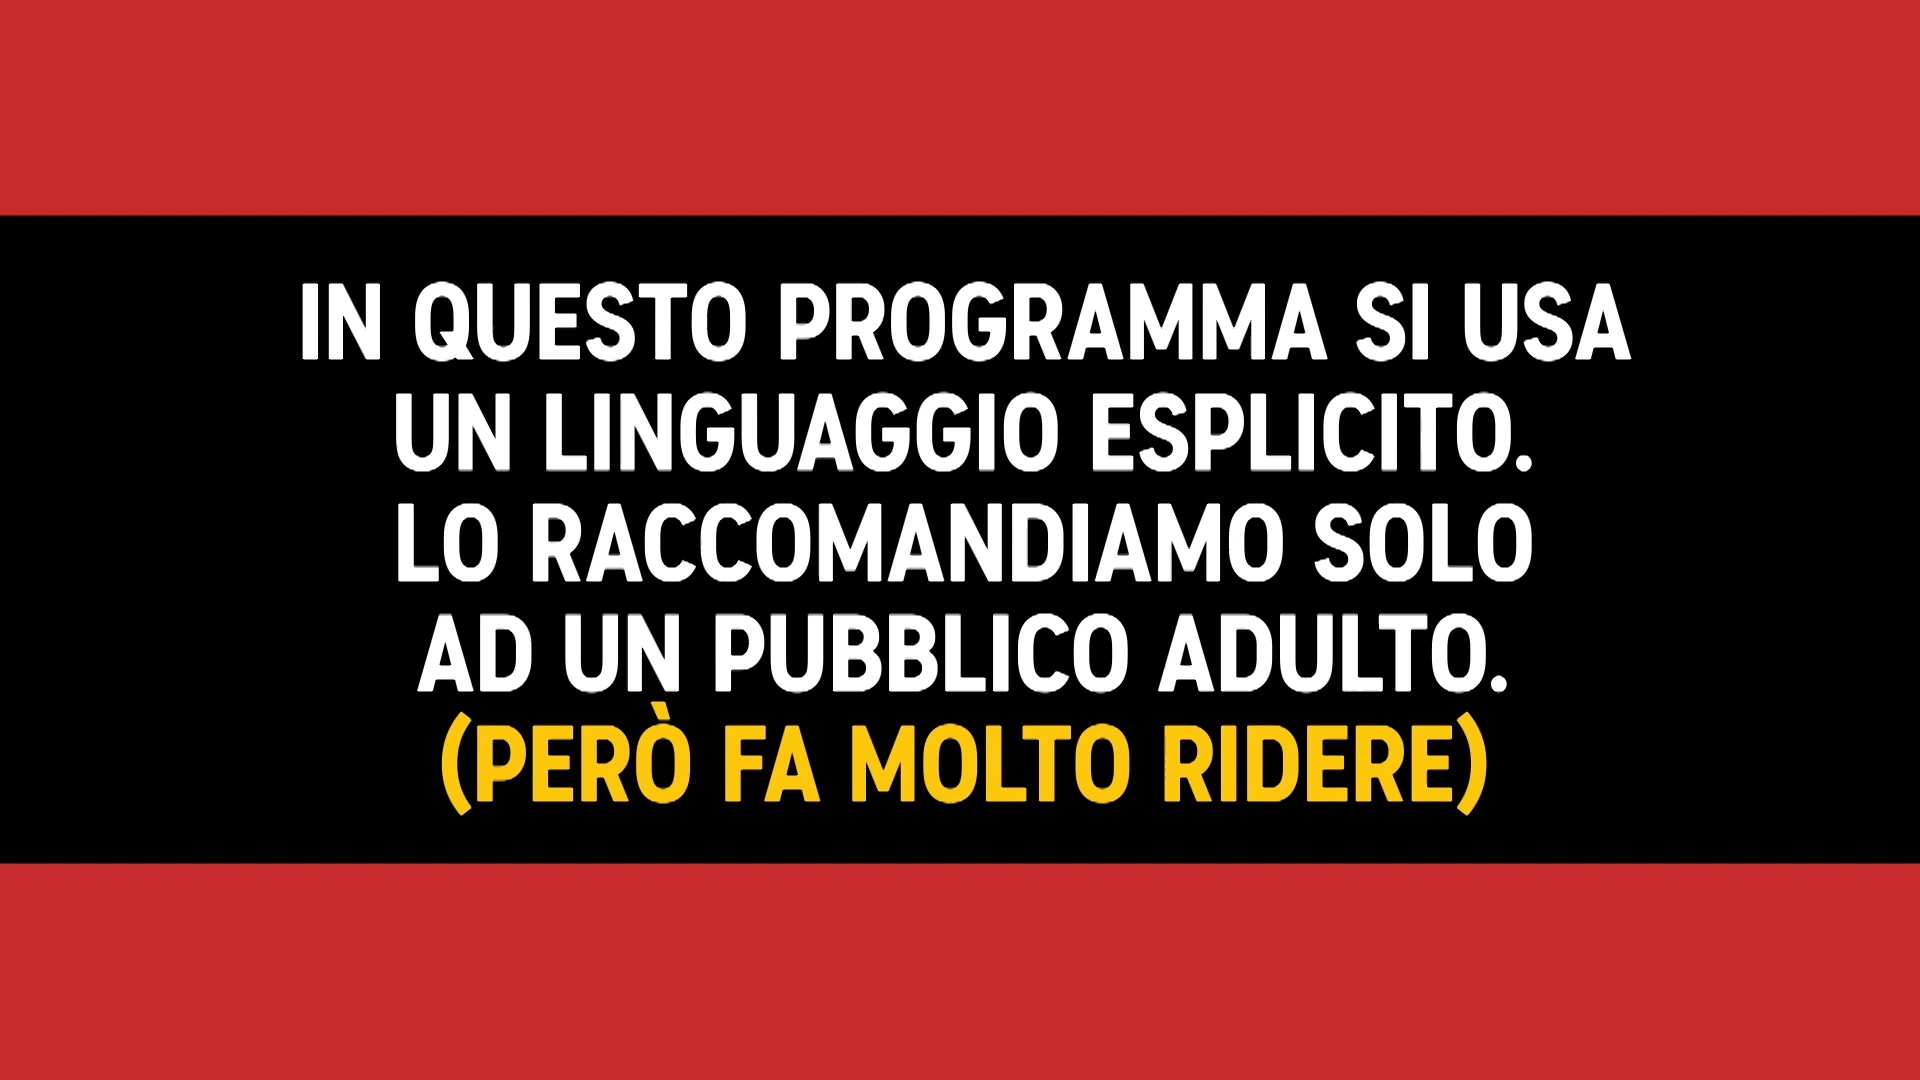 IN QUESTO PROGRAMMA SI USA
UN LINGUAGGIO ESPLICITO.
LO RACCOMANDIAMO SOLO
AD UN PUBBLICO ADULTO.
(PERÒ FA MOLTO RIDERE)